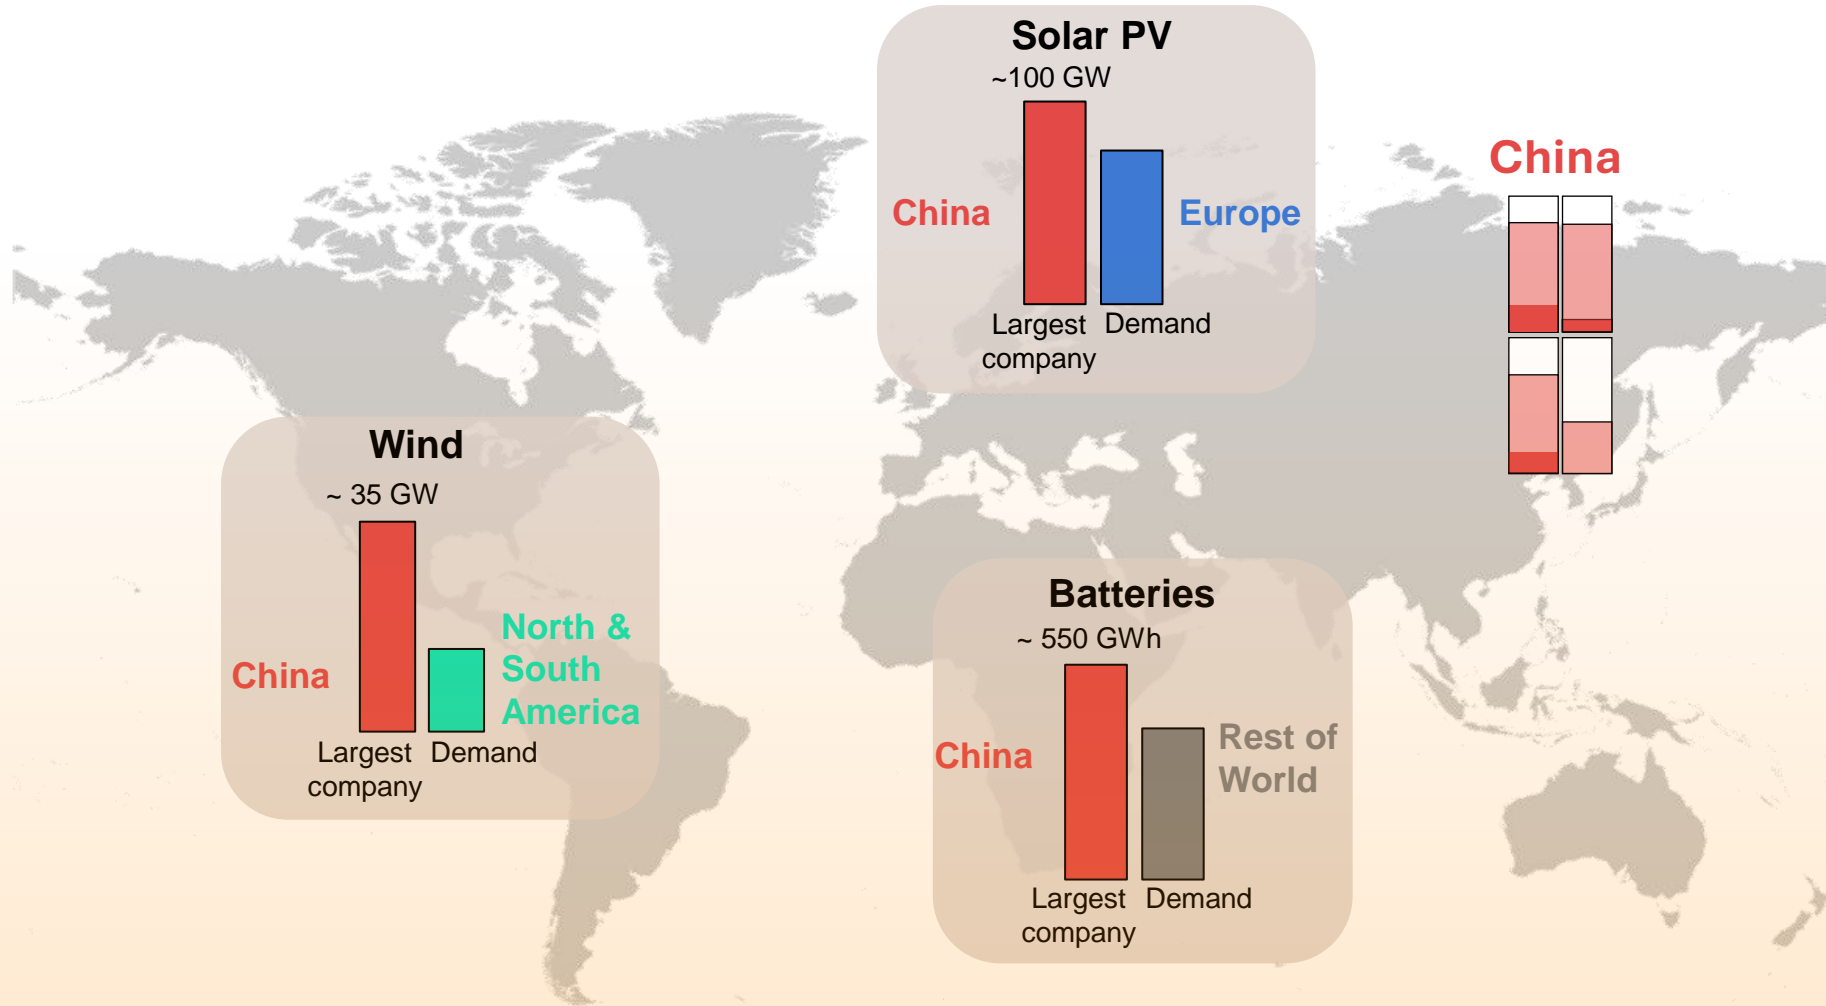 Solar PV
~100 GW
China
Europe
Largest
company
Demand
China
Wind
~ 35 GW
China
North &
South
America
Largest
company
Demand
Batteries
~ 550 GWh
China
Rest of
World
Largest
company
Demand